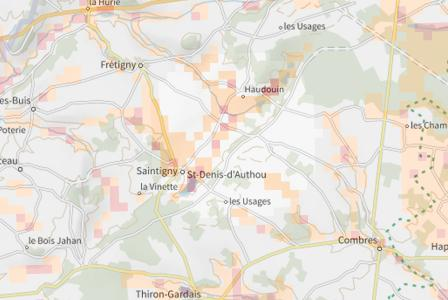 la Hurie
les Usages
Frétigny
Haudouin
es-Buis
les Cham
Poterie
Saintigny
St-Denis-d'Authou
ceau
la Vinette
les Usages
le Bois Jahan
Combres
Hap
Thiron-Gardais